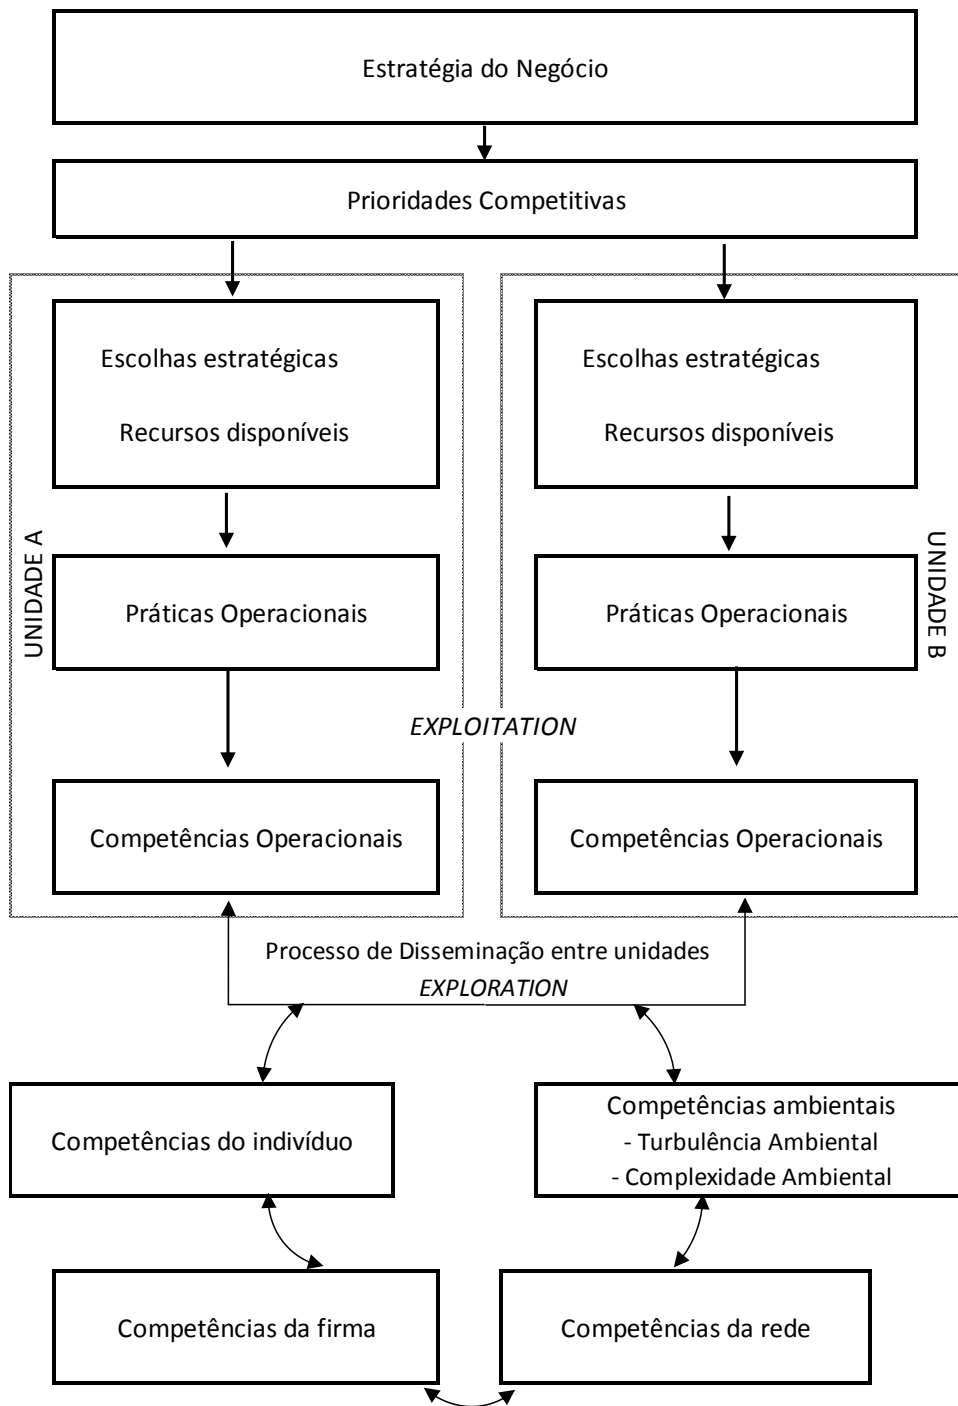 Estratégia do Negócio
Prioridades Competitivas
UNIDADE A
Escolhas estratégicas
Recursos disponíveis
Práticas Operacionais
Competências Operacionais
UNIDADE B
Escolhas estratégicas
Recursos disponíveis
Práticas Operacionais
Competências Operacionais
EXPLOITATION
Processo de Disseminação entre unidades
EXPLORATION
Competências do indivíduo
Competências ambientais
- Turbulência Ambiental
- Complexidade Ambiental
Competências da firma
Competências da rede